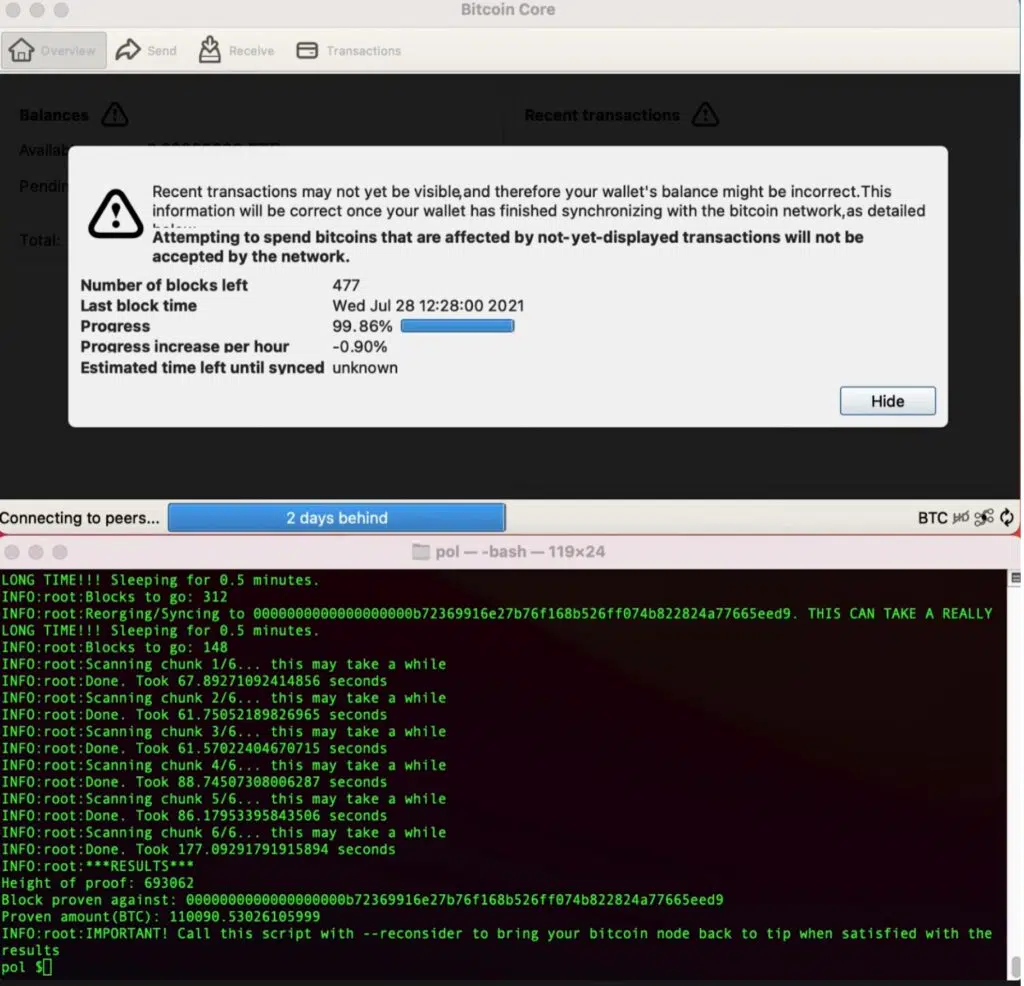 Bitcoin Core
Overview Send Receive Transactions
Balances Recent transactions
Total:
Recent transactions may not yet be visible,and therefore your wallet's balance might be incorrect.This
information will be correct once your wallet has finished synchronizing with the bitcoin network,as detailed
Attempting to spend bitcoins that are affected by not-yet-displayed transactions will not be
accepted by the network.
Number of blocks left 477
Last block time Wed Jul 28 12:28:00 2021
Progress 99.86%
Progress increase per hour -0.90%
Estimated time left until synced unknown
Hide
Connecting to peers... 2 days behind BTC
pol — -bash — 119×24
LONG TIME!!! Sleeping for 0.5 minutes.
INFO:root:Blocks to go: 312
INFO:root:Reorging/Syncing to 0000000000000000000b72369916e27b76f168b526ff074b822824a77665eed9. THIS CAN TAKE A REALLY
LONG TIME!!! Sleeping for 0.5 minutes.
INFO:root:Blocks to go: 148
INFO:root:Scanning chunk 1/6... this may take a while
INFO:root:Done. Took 67.89271092414856 seconds
INFO:root:Scanning chunk 2/6... this may take a while
INFO:root:Done. Took 61.75052189826965 seconds
INFO:root:Scanning chunk 3/6... this may take a while
INFO:root:Done. Took 61.57022404670715 seconds
INFO:root:Scanning chunk 4/6... this may take a while
INFO:root:Done. Took 88.74507308006287 seconds
INFO:root:Scanning chunk 5/6... this may take a while
INFO:root:Done. Took 86.17953395843506 seconds
INFO:root:Scanning chunk 6/6... this may take a while
INFO:root:Done. Took 177.09291791915894 seconds
INFO:root:***RESULTS***
Height of proof: 693062
Block proven against: 0000000000000000000b72369916e27b76f168b526ff074b822824a77665eed9
Proven amount(BTC): 110090.53026105999
INFO:root:IMPORTANT! Call this script with --reconsider to bring your bitcoin node back to tip when satisfied with the
results
pol $